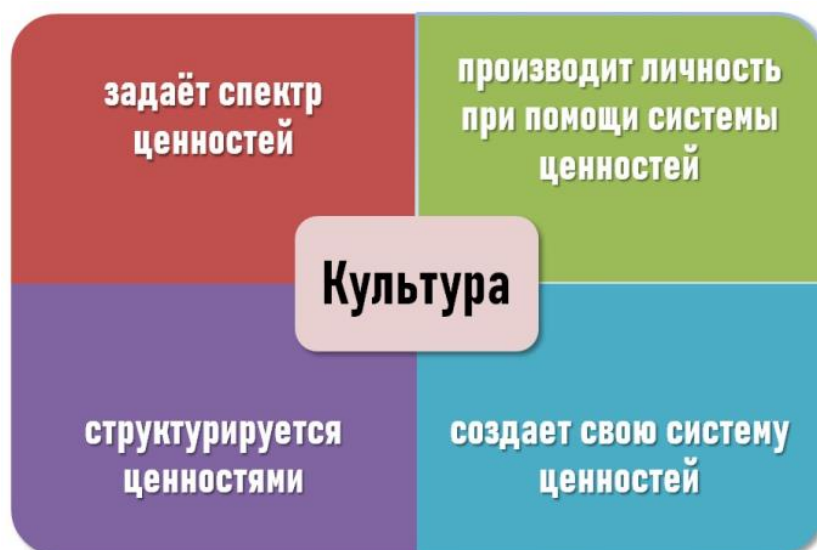 задаёт спектр
ценностей
производит личность
при помощи системы
ценностей
Культура
структурируется
ценностями
создает свою систему
ценностей